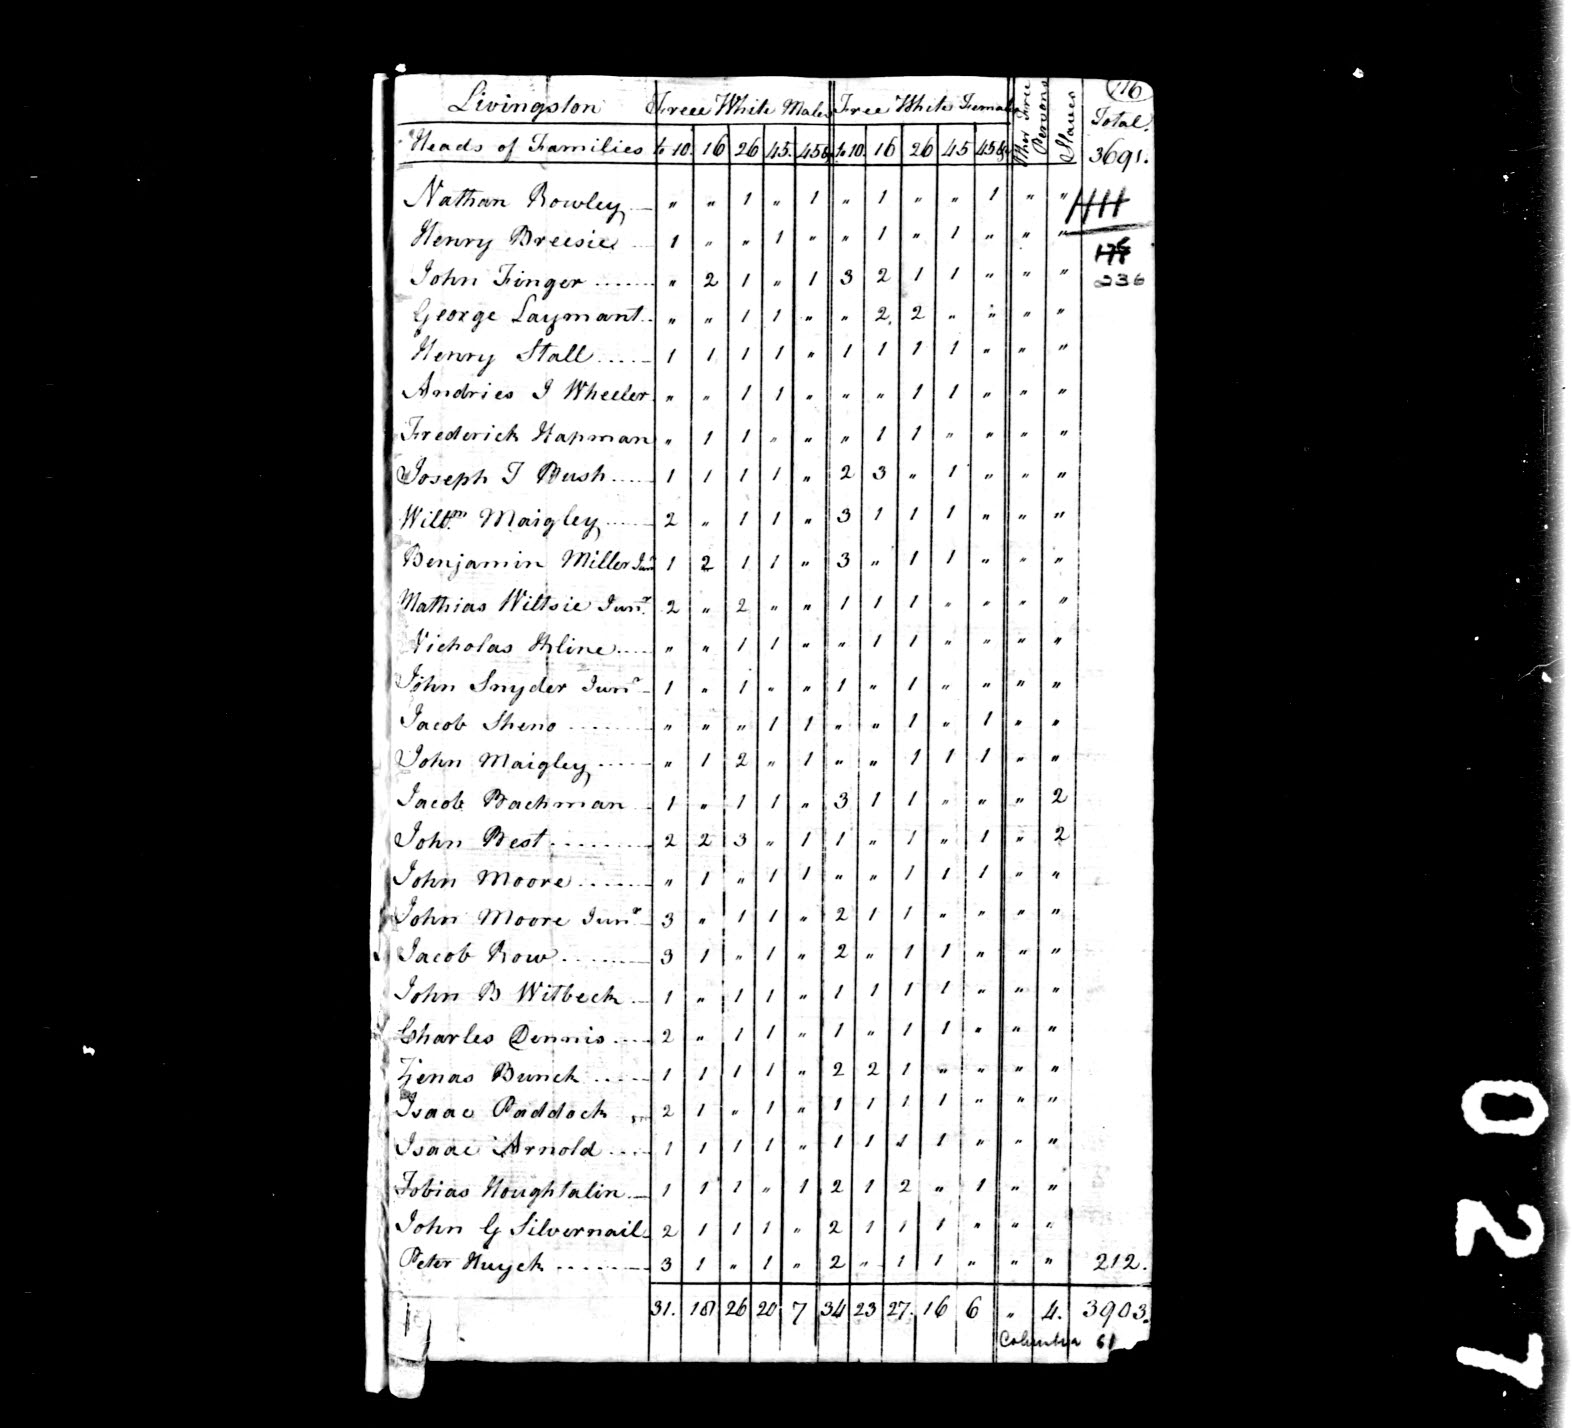 116
Livingston Freee White Males Free White Females Other Free Persons Slaves Total
Heads of Families to 10 16 26 45 45& to 10 16 26 45 45& 3691.
Nathan Rowley " " 1 " 1 " 1 " " 1 " "
Henry Breesie 1 " " 1 " " 1 " 1 " " "
John Finger " 2 1 " 1 3 2 1 1 " " "
236
George Laymant " " 1 1 " " 2 2 " " " "
Henry Stall 1 1 1 1 " 1 1 1 1 " " "
Andries J Wheeler " " 1 1 " " " 1 1 " " "
Frederick Hapman " 1 1 " " " 1 1 " " " "
Joseph T Bush 1 1 1 1 " 2 3 " 1 " " "
Willm Maigley 2 " 1 1 " 3 1 1 1 " " "
Benjamin Miller Junr 1 2 1 1 " 3 " 1 1 " " "
Mathias Wiltsie Junr 2 " 2 " " 1 1 1 " " " "
Nicholas Kline " " 1 1 " " 1 1 " " " "
John Snyder Junr 1 " 1 " " 1 " 1 " " " "
Jacob Sheno " " " 1 1 " " 1 " 1 " "
John Maigley " 1 2 " 1 " " 1 1 1 " "
Jacob Bachman 1 " 1 1 " 3 1 1 " " " 2
John Best 2 2 3 " 1 1 " 1 " 1 " 2
John Moore " 1 " 1 1 " " 1 1 1 " "
John Moore Junr 3 " 1 1 " 2 1 1 " " " "
Jacob Row 3 1 " 1 " 2 " 1 1 " " "
John B Witbeck 1 " 1 1 " 1 1 1 1 " " "
Charles Dennis 2 " 1 1 " 1 " 1 1 " " "
Zenas Bunck 1 1 1 1 " 2 2 1 " " " "
Isaac Paddock 2 1 " 1 " 1 1 1 1 " " "
Isaac Arnold 1 1 1 1 " 1 1 1 1 " " "
Tobias Houghtalin 1 1 1 " 1 2 1 2 " 1 " "
John G Silvernail 2 1 1 1 " 2 1 1 1 " " "
Peter Huyck 3 1 " 1 " 2 " 1 1 " " " 212.
31. 18 26 20 7 34 23 27. 16 6 " 4. 3903.
Columbia 61
027